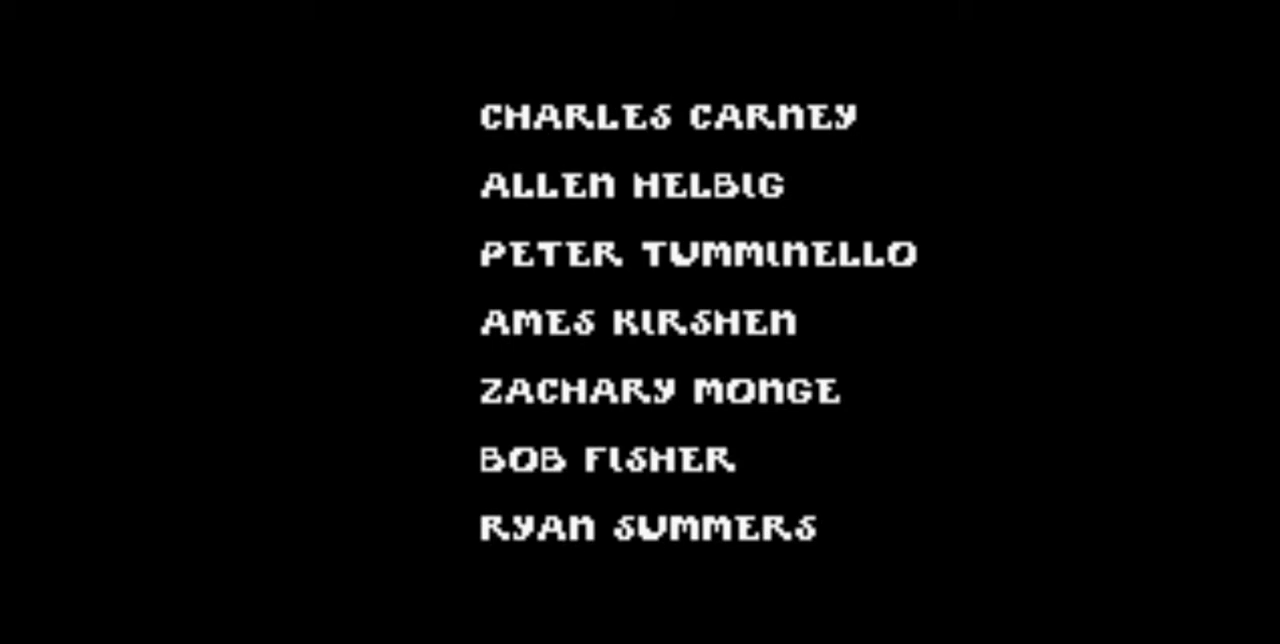 CHARLES CARNEY
ALLEN HELBIG
PETER TUMMINELLO
AMES KIRSHEN
ZACHARY MONGE
BOB FISHER
RYAN SUMMERS